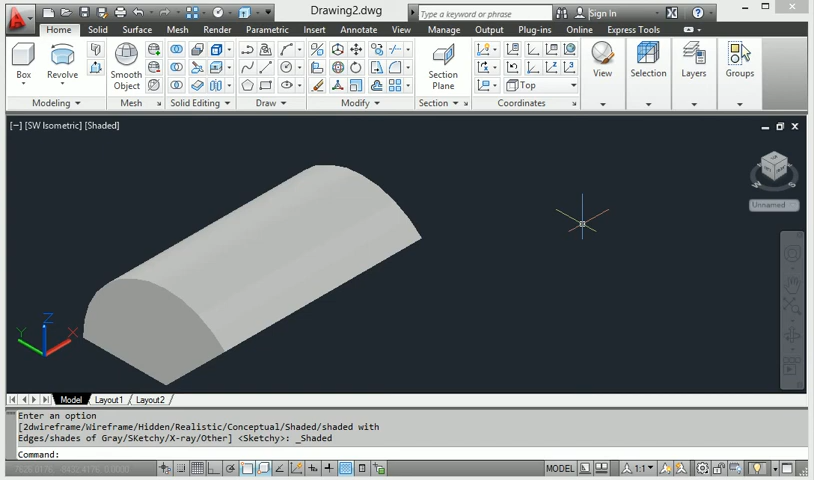 Drawing2.dwg
Type a keyword or phrase
Sign In
Home Solid Surface Mesh Render Parametric Insert Annotate View Manage Output Plug-ins Online Express Tools
Box Revolve Smooth Object Section Plane Top View Selection Layers Groups
Modeling Mesh Solid Editing Draw Modify Section Coordinates
[−] [SW Isometric] [Shaded]
Unnamed
Z
Y X
Model Layout1 Layout2
Enter an option
[2dwireframe/Wireframe/Hidden/Realistic/Conceptual/Shaded/shaded with
Edges/shades of Gray/SKetchy/X-ray/Other] <Sketchy>: _Shaded
Command:
MODEL 1:1